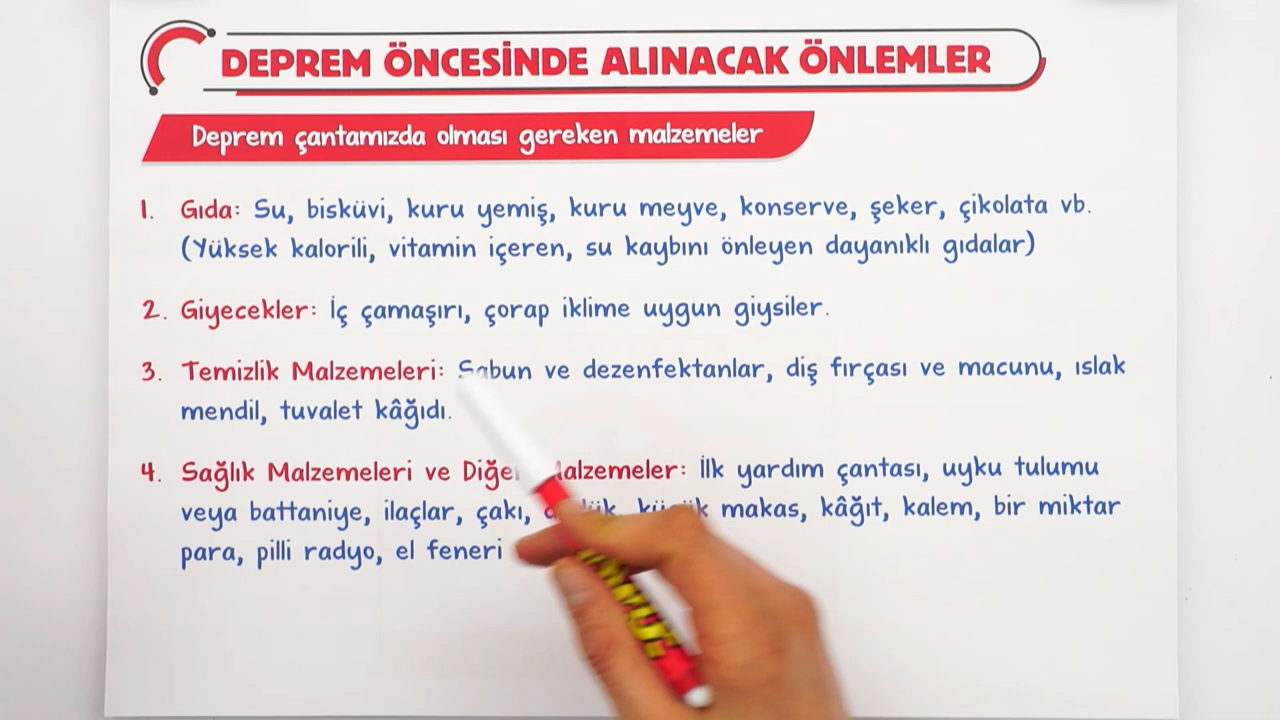 DEPREM ÖNCESİNDE ALINACAK ÖNLEMLER
Deprem çantamızda olması gereken malzemeler
1. Gıda: Su, bisküvi, kuru yemiş, kuru meyve, konserve, şeker, çikolata vb.
(Yüksek kalorili, vitamin içeren, su kaybını önleyen dayanıklı gıdalar)
2. Giyecekler: İç çamaşırı, çorap iklime uygun giysiler.
3. Temizlik Malzemeleri: Sabun ve dezenfektanlar, diş fırçası ve macunu, ıslak
mendil, tuvalet kâğıdı.
4. Sağlık Malzemeleri ve Diğer Malzemeler: İlk yardım çantası, uyku tulumu
veya battaniye, ilaçlar, çakı, makas, kâğıt, kalem, bir miktar
para, pilli radyo, el feneri